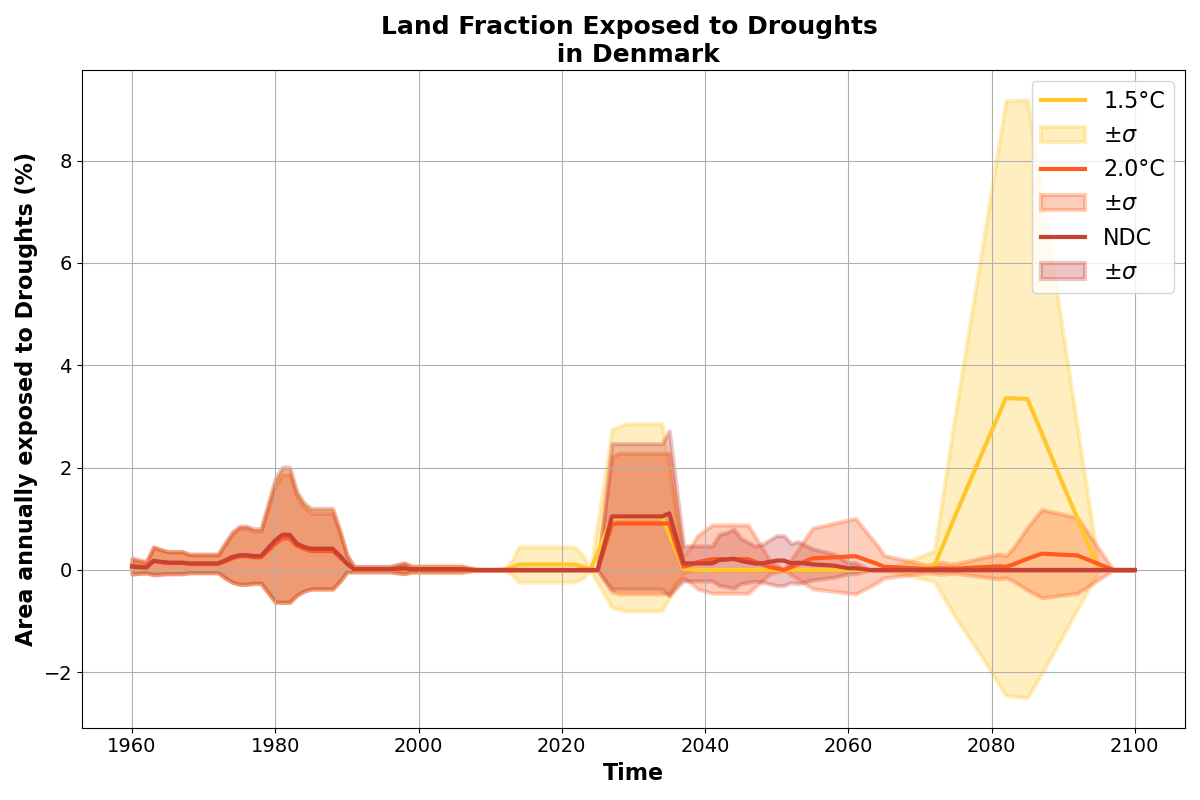 Land Fraction Exposed to Droughts
in Denmark
Area annually exposed to Droughts (%)
8
6
4
2
0
−2
1960
1980
2000
2020
2040
2060
2080
2100
Time
1.5°C
±σ
2.0°C
±σ
NDC
±σ